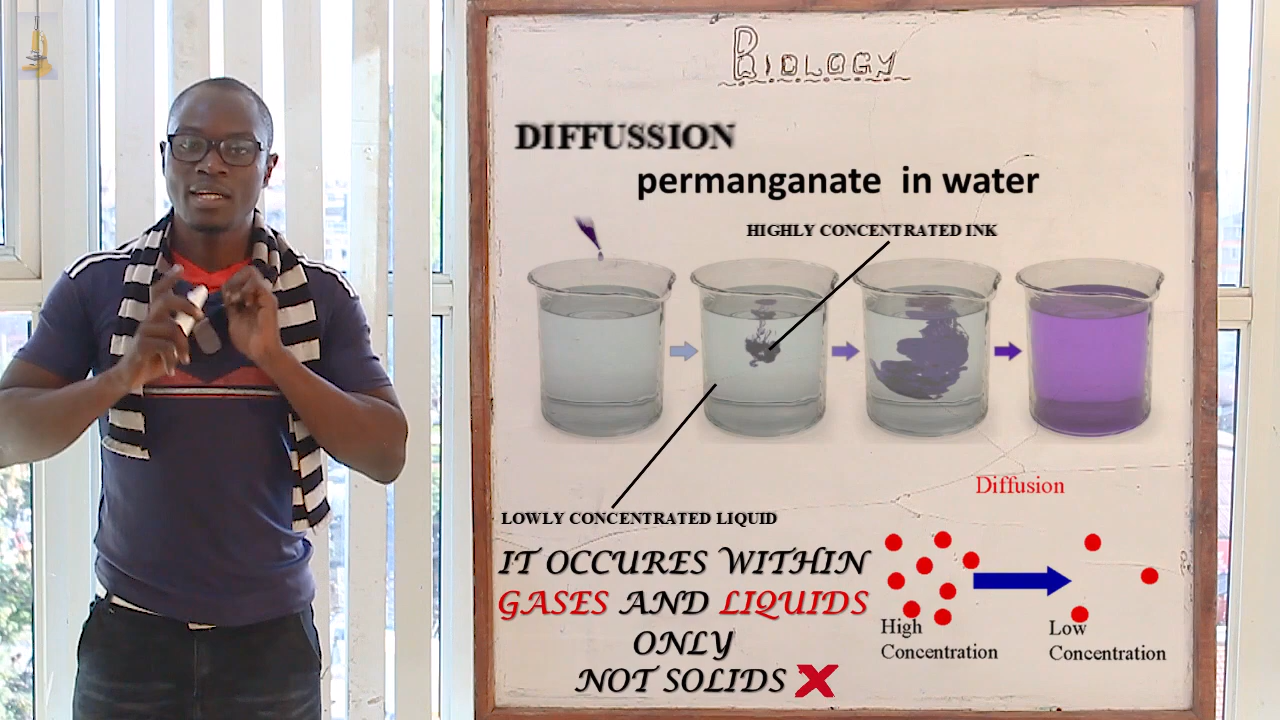 BIOLOGY
DIFFUSSION
permanganate in water
HIGHLY CONCENTRATED INK
LOWLY CONCENTRATED LIQUID
IT OCCURES WITHIN
GASES AND LIQUIDS
ONLY
NOT SOLIDS
Diffusion
High
Concentration
Low
Concentration